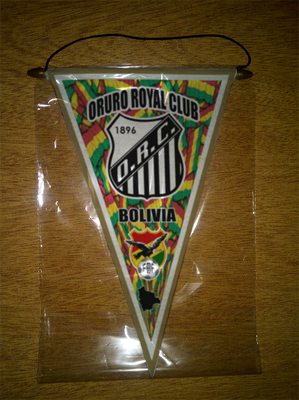 ORURO ROYAL CLUB
1896
O.R.C.
BOLIVIA